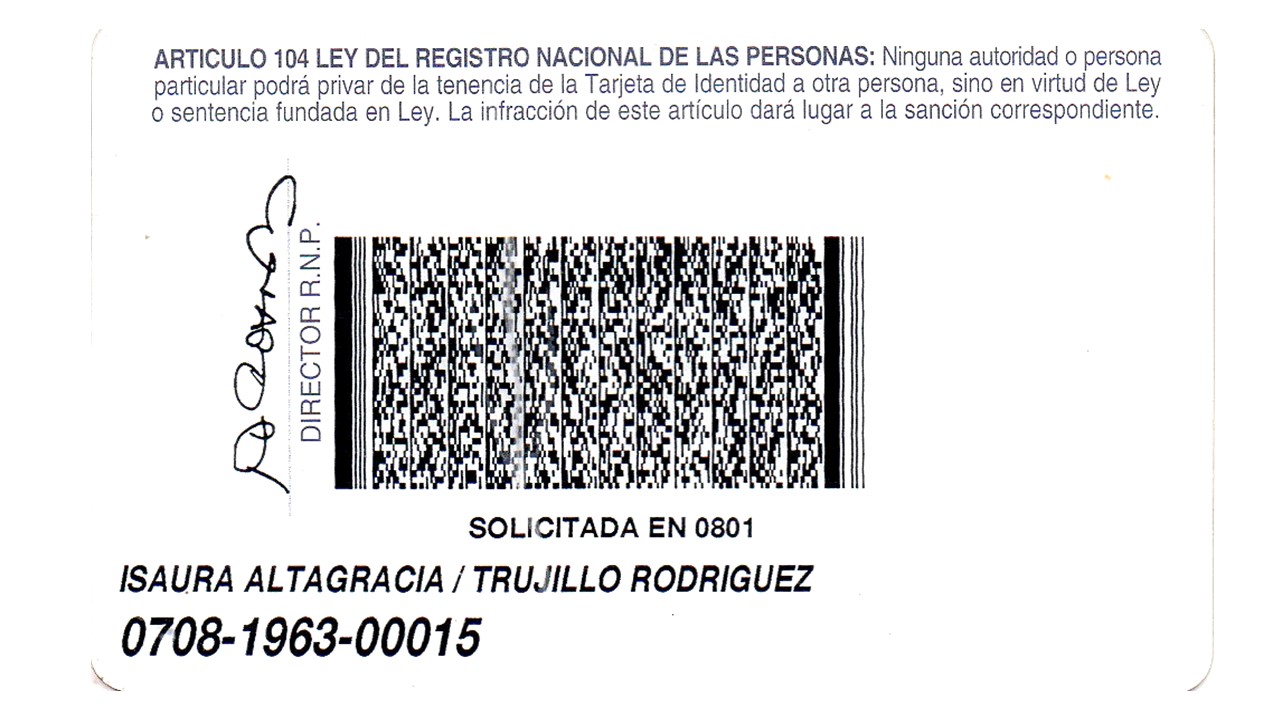 ARTICULO 104 LEY DEL REGISTRO NACIONAL DE LAS PERSONAS: Ninguna autoridad o persona
particular podrá privar de la tenencia de la Tarjeta de Identidad a otra persona, sino en virtud de Ley
o sentencia fundada en Ley. La infracción de este artículo dará lugar a la sanción correspondiente.
DIRECTOR R.N.P.
SOLICITADA EN 0801
ISAURA ALTAGRACIA / TRUJILLO RODRIGUEZ
0708-1963-00015